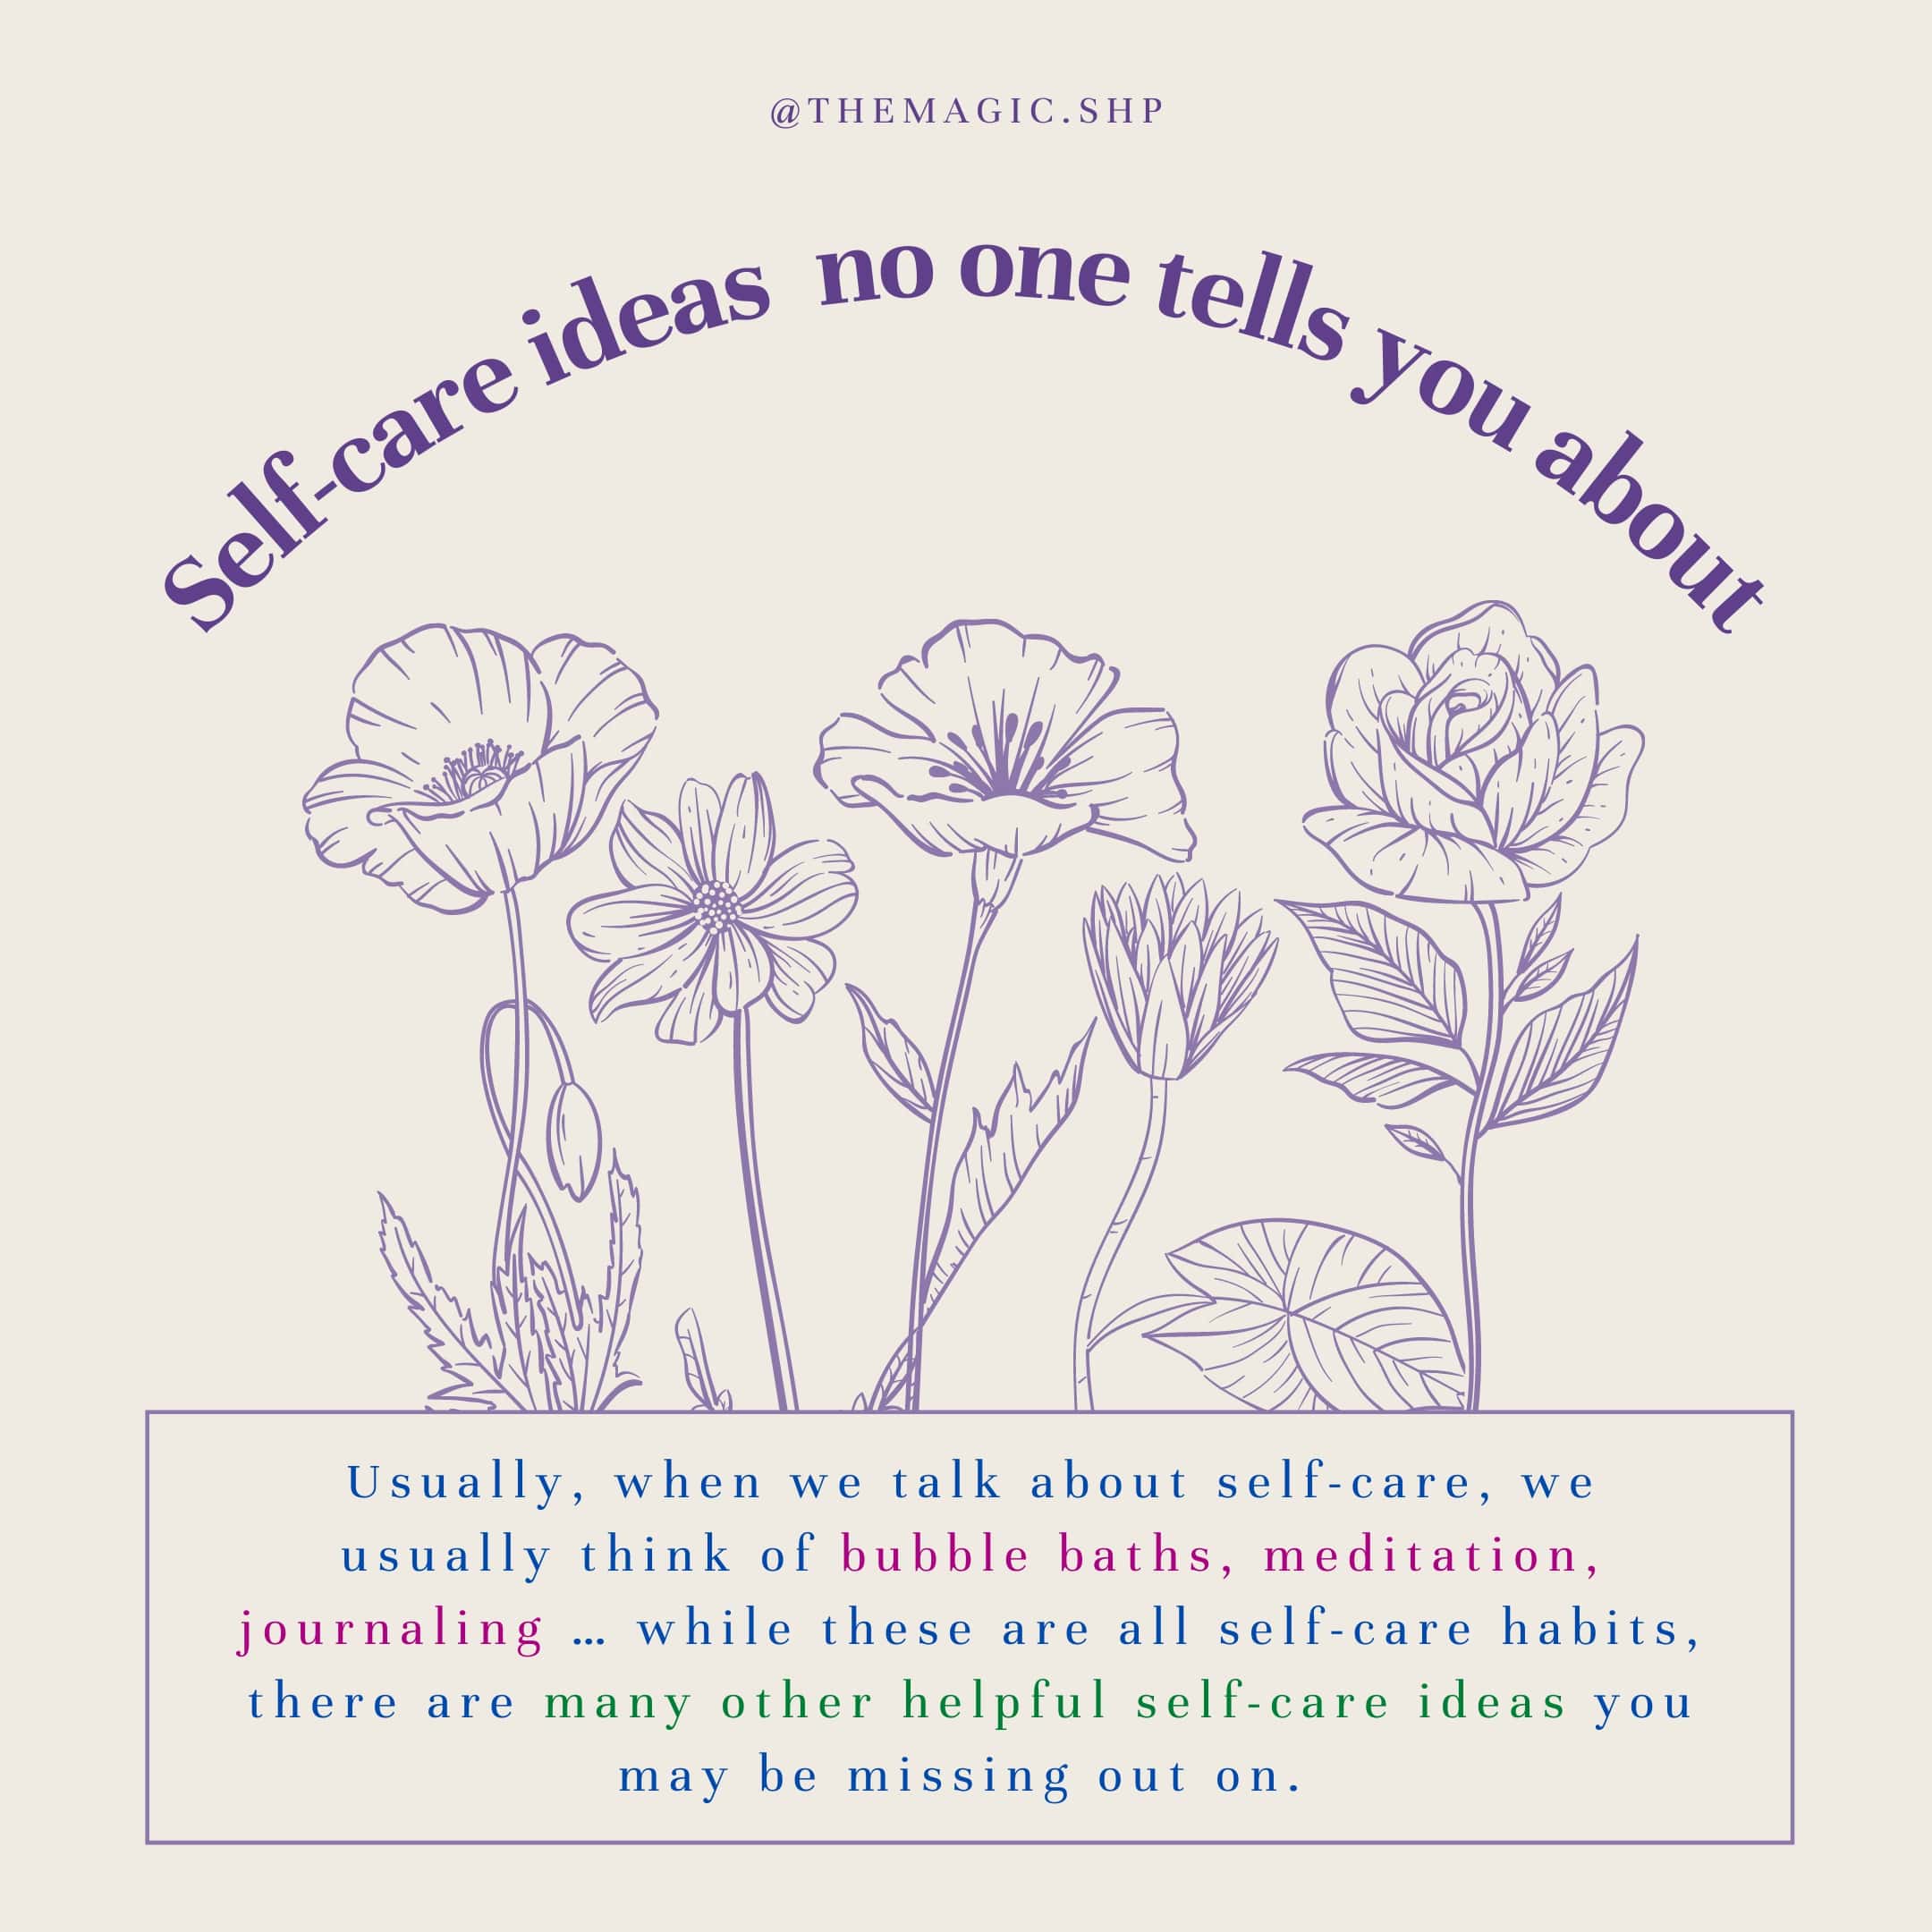 @THEMAGIC.SHP
Self-care ideas no one tells you about
Usually, when we talk about self-care, we
usually think of bubble baths, meditation,
journaling ... while these are all self-care habits,
there are many other helpful self-care ideas you
may be missing out on.